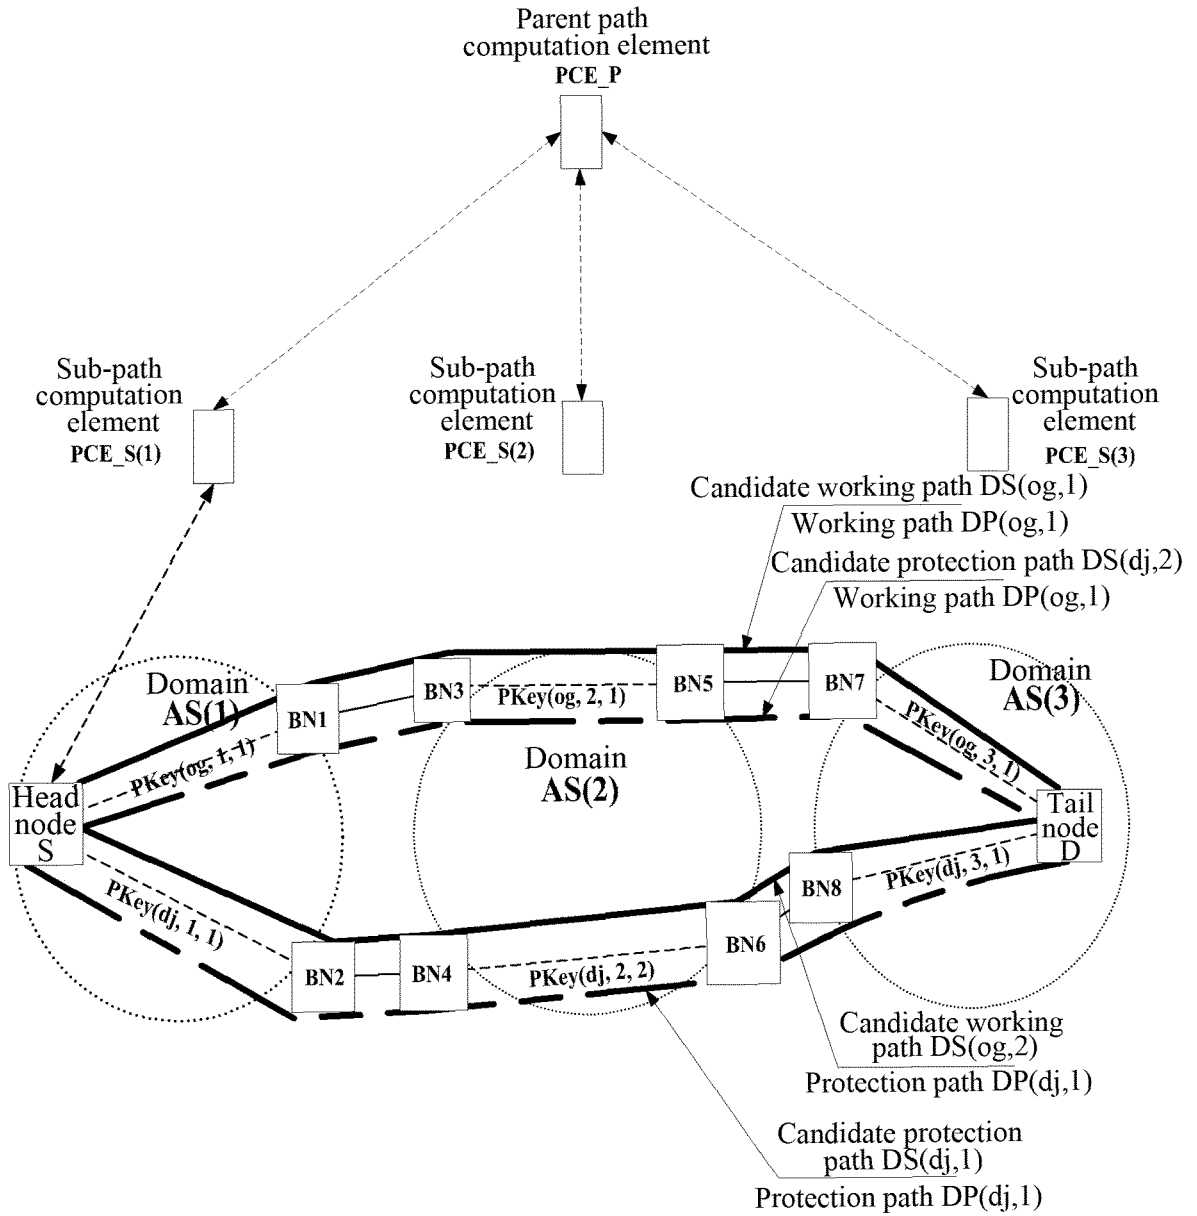 Parent path
computation element
PCE_P
Sub-path
computation
element
PCE_S(1)
Sub-path
computation
element
PCE_S(2)
Sub-path
computation
element
PCE_S(3)
Candidate working path DS(og,1)
Working path DP(og,1)
Candidate protection path DS(dj,2)
Working path DP(og,1)
Domain
AS(1)
BN1
BN3
PKey(og, 2, 1)
BN5
BN7
Domain
AS(3)
PKey(og, 1, 1)
Domain
AS(2)
PKey(og, 3, 1)
Head
node
S
Tail
node
D
PKey(dj, 1, 1)
BN8
PKey(dj, 3, 1)
BN2
BN4
PKey(dj, 2, 2)
BN6
Candidate working
path DS(og,2)
Protection path DP(dj,1)
Candidate protection
path DS(dj,1)
Protection path DP(dj,1)